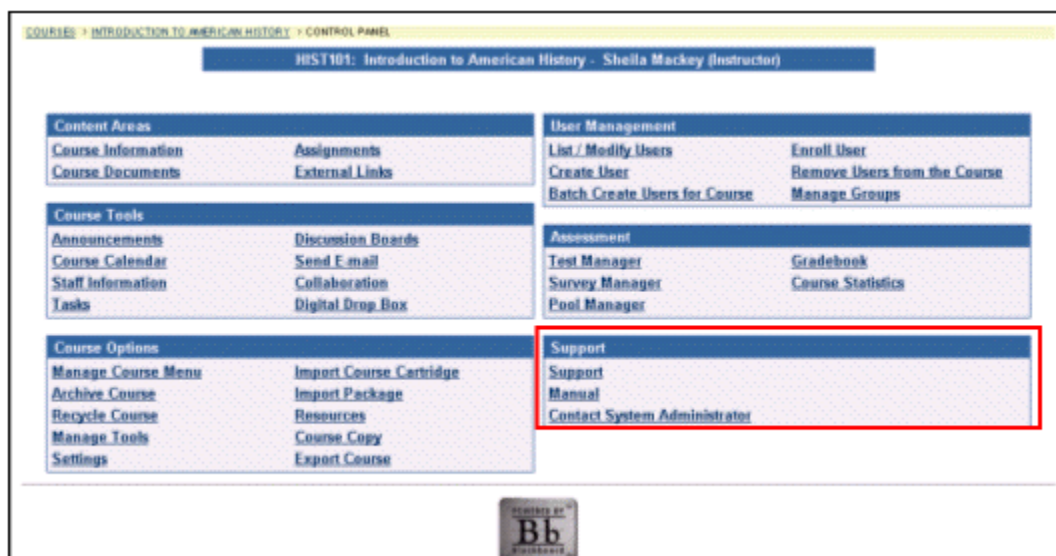 COURSES > INTRODUCTION TO AMERICAN HISTORY > CONTROL PANEL
HIST101: Introduction to American History - Sheila Mackey (Instructor)
Content Areas
Course Information Assignments
Course Documents External Links
Course Tools
Announcements Discussion Boards
Course Calendar Send E-mail
Staff Information Collaboration
Tasks Digital Drop Box
Course Options
Manage Course Menu Import Course Cartridge
Archive Course Import Package
Recycle Course Resources
Manage Tools Course Copy
Settings Export Course
User Management
List / Modify Users Enroll User
Create User Remove Users from the Course
Batch Create Users for Course Manage Groups
Assessment
Test Manager Gradebook
Survey Manager Course Statistics
Pool Manager
Support
Support
Manual
Contact System Administrator
POWERED BY
Bb
Blackboard